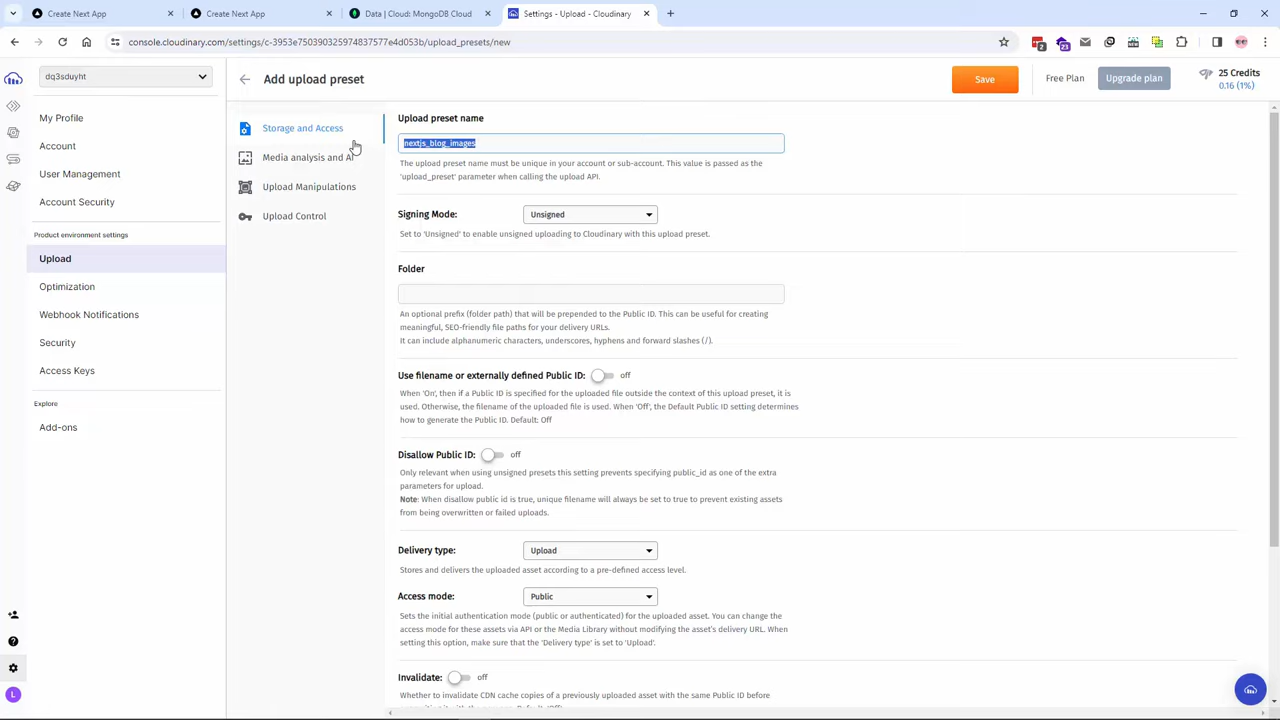 Create Next App
Create Next App
Data | Cloud: MongoDB Cloud
Settings - Upload - Cloudinary
console.cloudinary.com/settings/c-3953e750390325974837577e4d053b/upload_presets/new
2
23
dq3sduyht
Add upload preset
Save
Free Plan
Upgrade plan
25 Credits
0.16 (1%)
My Profile
Account
User Management
Account Security
Product environment settings
Upload
Optimization
Webhook Notifications
Security
Access Keys
Explore
Add-ons
L
Storage and Access
Media analysis and AI
Upload Manipulations
Upload Control
Upload preset name
nextjs_blog_images
The upload preset name must be unique in your account or sub-account. This value is passed as the
'upload_preset' parameter when calling the upload API.
Signing Mode:
Unsigned
Set to 'Unsigned' to enable unsigned uploading to Cloudinary with this upload preset.
Folder
An optional prefix (folder path) that will be prepended to the Public ID. This can be useful for creating
meaningful, SEO-friendly file paths for your delivery URLs.
It can include alphanumeric characters, underscores, hyphens and forward slashes (/).
Use filename or externally defined Public ID:
off
When 'On', then if a Public ID is specified for the uploaded file outside the context of this upload preset, it is
used. Otherwise, the filename of the uploaded file is used. When 'Off', the Default Public ID setting determines
how to generate the Public ID. Default: Off
Disallow Public ID:
off
Only relevant when using unsigned presets this setting prevents specifying public_id as one of the extra
parameters for upload.
Note: When disallow public id is true, unique filename will always be set to true to prevent existing assets
from being overwritten or failed uploads.
Delivery type:
Upload
Stores and delivers the uploaded asset according to a pre-defined access level.
Access mode:
Public
Sets the initial authentication mode (public or authenticated) for the uploaded asset. You can change the
access mode for these assets via API or the Media Library without modifying the asset's delivery URL. When
setting this option, make sure that the 'Delivery type' is set to 'Upload'.
Invalidate:
off
Whether to invalidate CDN cache copies of a previously uploaded asset with the same Public ID before